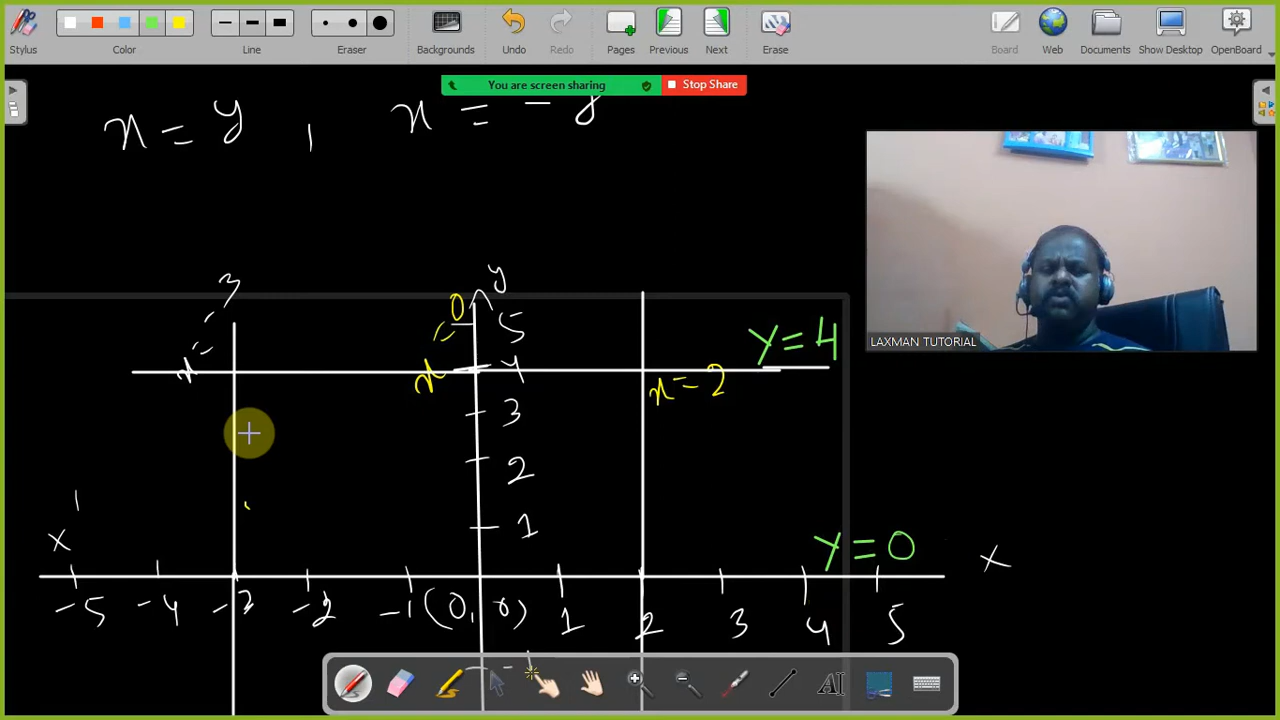 Stylus Color Line Eraser Backgrounds Undo Redo Pages Previous Next Erase Board Web Documents Show Desktop OpenBoard
You are screen sharing Stop Share
x = y , x = - y
LAXMAN TUTORIAL
y
x = 3
x = 0
5
y = 4
4
x = 2
3
2
1
x'
y = 0
x
-5 -4 -3 -2 -1 (0, 0) 1 2 3 4 5